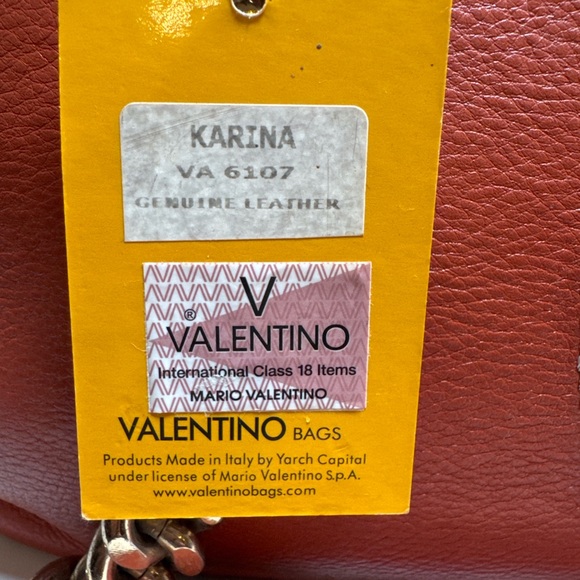 KARINA
VA 6107
GENUINE LEATHER
V
® VALENTINO
International Class 18 Items
MARIO VALENTINO
VALENTINO BAGS
Products Made in Italy by Yarch Capital
under license of Mario Valentino S.p.A.
www.valentinobags.com